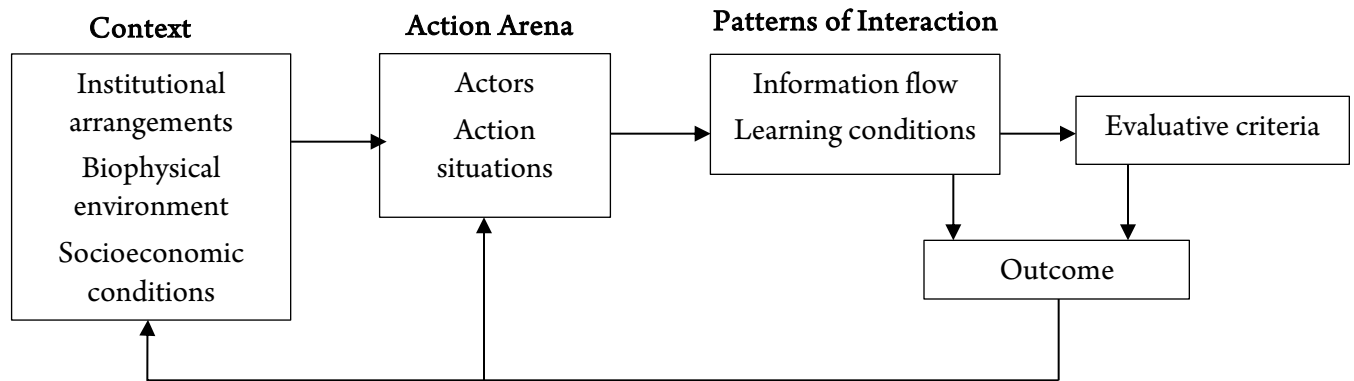 Context
Institutional
arrangements
Biophysical
environment
Socioeconomic
conditions
Action Arena
Actors
Action
situations
Patterns of Interaction
Information flow
Learning conditions
Evaluative criteria
Outcome